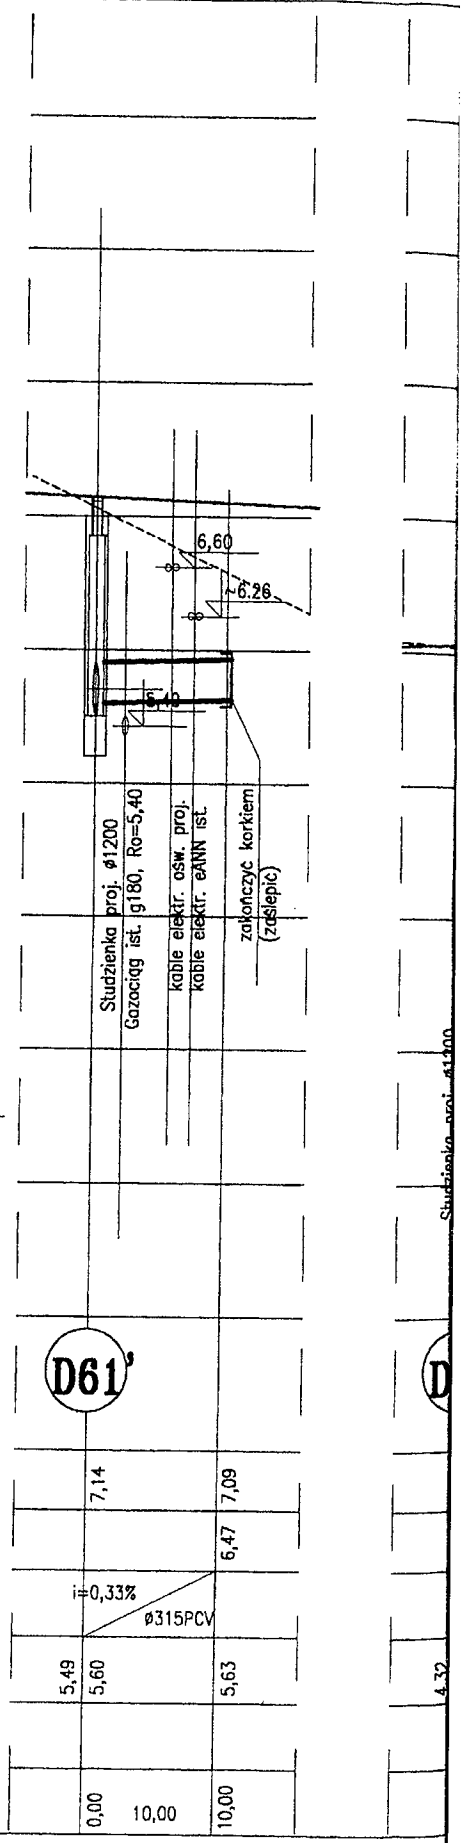 6,60
~6.26
5,40
Studzienka proj. ø1200
Gazociąg ist. g180, Ro=5,40
kable elektr. ośw. proj.
kable elektr. eANN ist.
zakończyć korkiem
(zaślepić)
Studzienka proj. ø1200
D61'
D
7,14
7,09
6,47
i=0,33%
ø315PCV
5,49
5,60
5,63
4,32
0,00
10,00
10,00